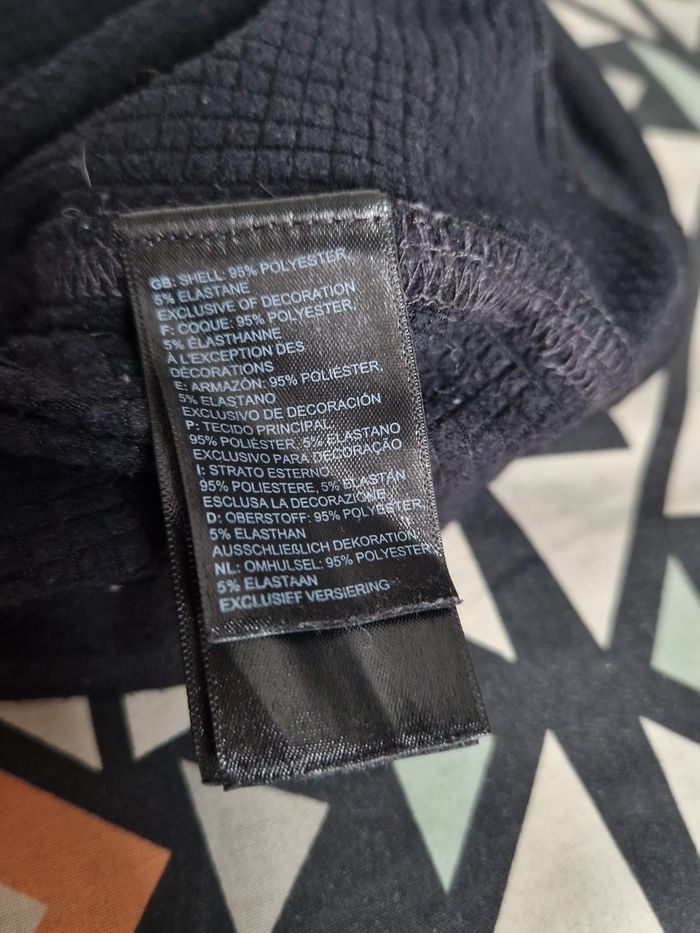 GB: SHELL: 95% POLYESTER,
5% ELASTANE
EXCLUSIVE OF DECORATION
F: COQUE: 95% POLYESTER,
5% ÉLASTHANNE
À L'EXCEPTION DES
DÉCORATIONS
E: ARMAZÓN: 95% POLIÉSTER,
5% ELASTANO
EXCLUSIVO DE DECORACIÓN
P: TECIDO PRINCIPAL
95% POLIÉSTER, 5% ELASTANO
EXCLUSIVO PARA DECORAÇÃO
I: STRATO ESTERNO
95% POLIESTERE, 5% ELASTAN
ESCLUSA LA DECORAZIONE
D: OBERSTOFF: 95% POLYESTER,
5% ELASTHAN
AUSSCHLIEßLICH DEKORATION
NL: OMHULSEL: 95% POLYESTER,
5% ELASTAAN
EXCLUSIEF VERSIERING